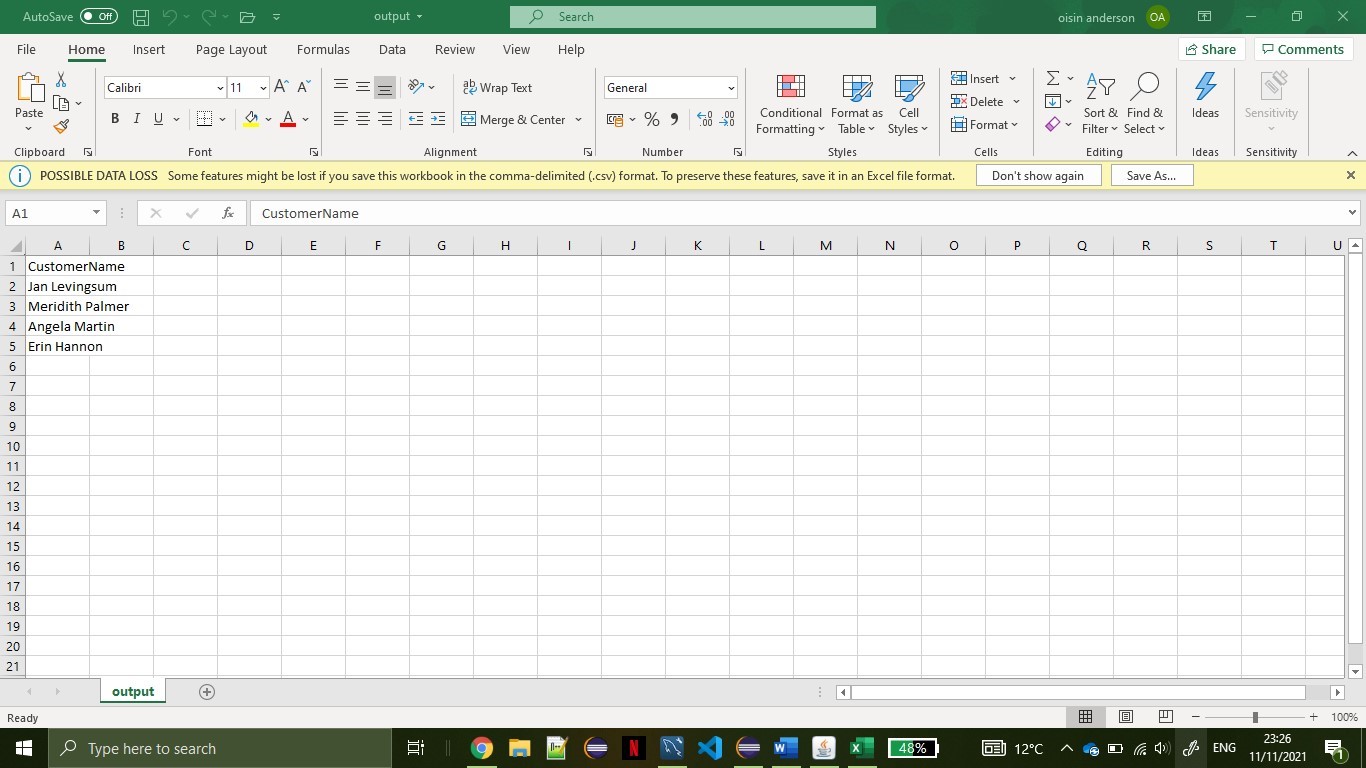 AutoSave Off output Search oisin anderson OA
File Home Insert Page Layout Formulas Data Review View Help Share Comments
Calibri 11 A A ab Wrap Text General Insert Σ
Paste Conditional Formatting Format as Table Cell Styles Delete Sort & Filter Find & Select Ideas Sensitivity
B I U A Merge & Center % Format
Clipboard Font Alignment Number Styles Cells Editing Ideas Sensitivity
POSSIBLE DATA LOSS Some features might be lost if you save this workbook in the comma-delimited (.csv) format. To preserve these features, save it in an Excel file format. Don't show again Save As...
A1 fx CustomerName
A B C D E F G H I J K L M N O P Q R S T U
1 CustomerName
2 Jan Levingsum
3 Meridith Palmer
4 Angela Martin
5 Erin Hannon
6
7
8
9
10
11
12
13
14
15
16
17
18
19
20
21
output
Ready 100%
Type here to search N W X 48% 12°C ENG 23:26
11/11/2021 1